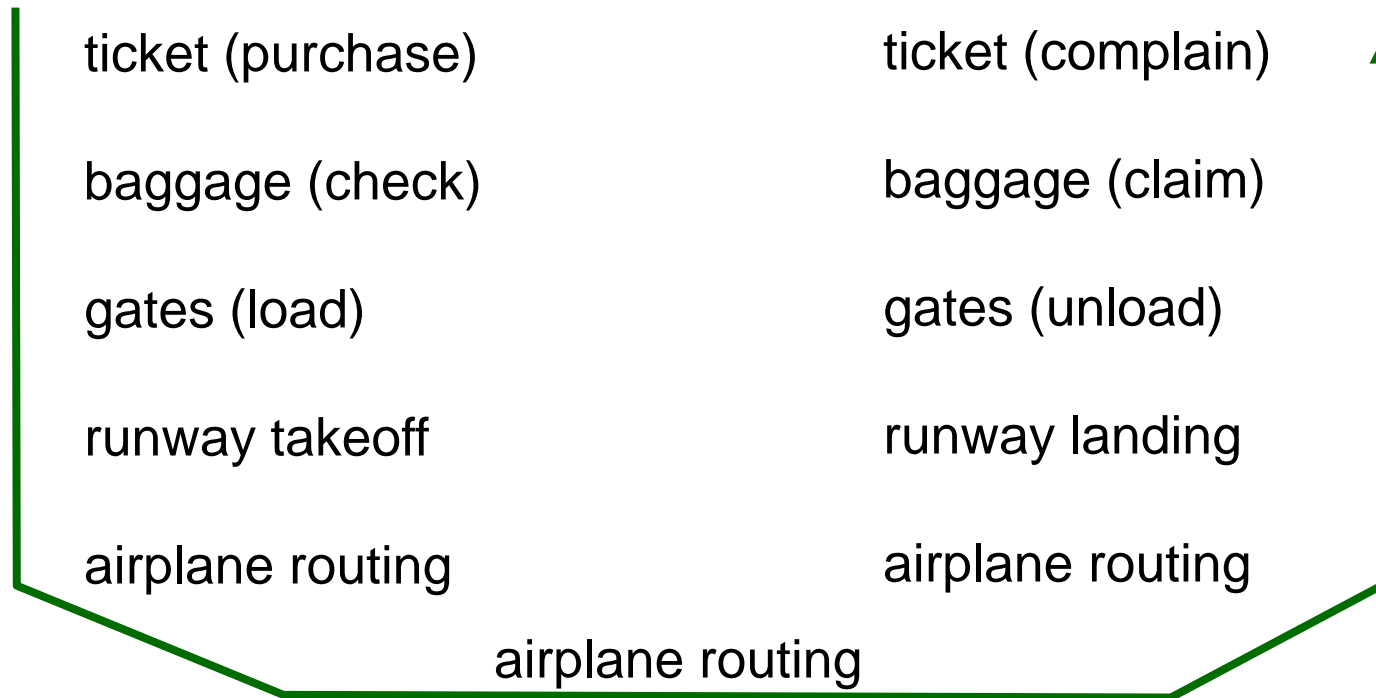 ticket (purchase)
baggage (check)
gates (load)
runway takeoff
airplane routing
ticket (complain)
baggage (claim)
gates (unload)
runway landing
airplane routing
airplane routing